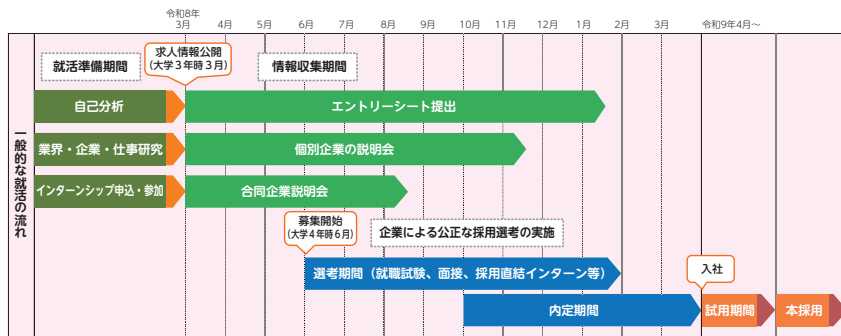 令和8年
3月 4月 5月 6月 7月 8月 9月 10月 11月 12月 1月 2月 3月 令和9年4月～
一般的な就活の流れ
就活準備期間
求人情報公開
(大学3年時3月)
情報収集期間
自己分析
エントリーシート提出
業界・企業・仕事研究
個別企業の説明会
インターンシップ申込・参加
合同企業説明会
募集開始
(大学4年時6月)
企業による公正な採用選考の実施
選考期間（就職試験、面接、採用直結インターン等）
入社
内定期間
試用期間
本採用